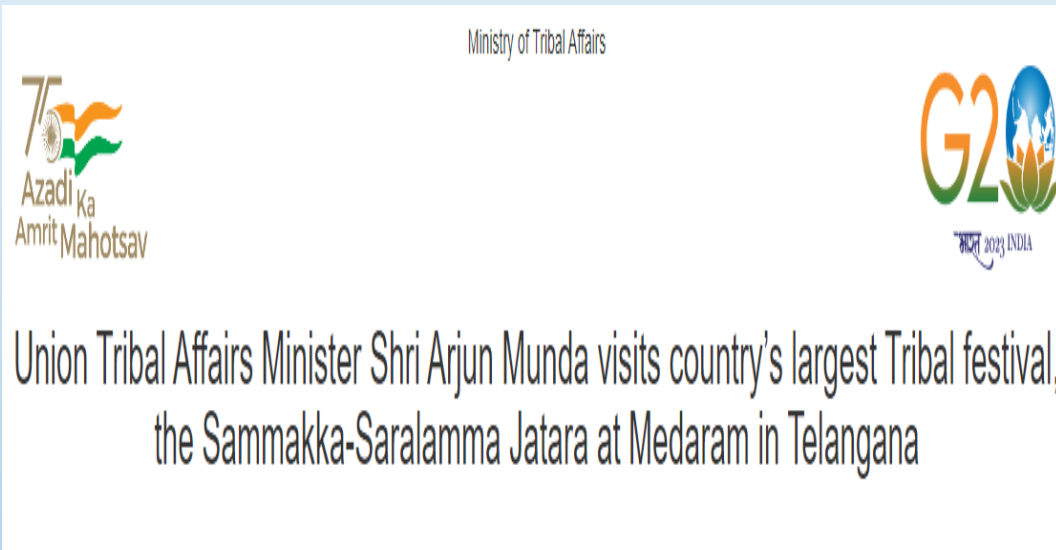 Ministry of Tribal Affairs
75
Azadi Ka
Amrit Mahotsav
G20
भारत 2023 INDIA
Union Tribal Affairs Minister Shri Arjun Munda visits country's largest Tribal festival,
the Sammakka-Saralamma Jatara at Medaram in Telangana